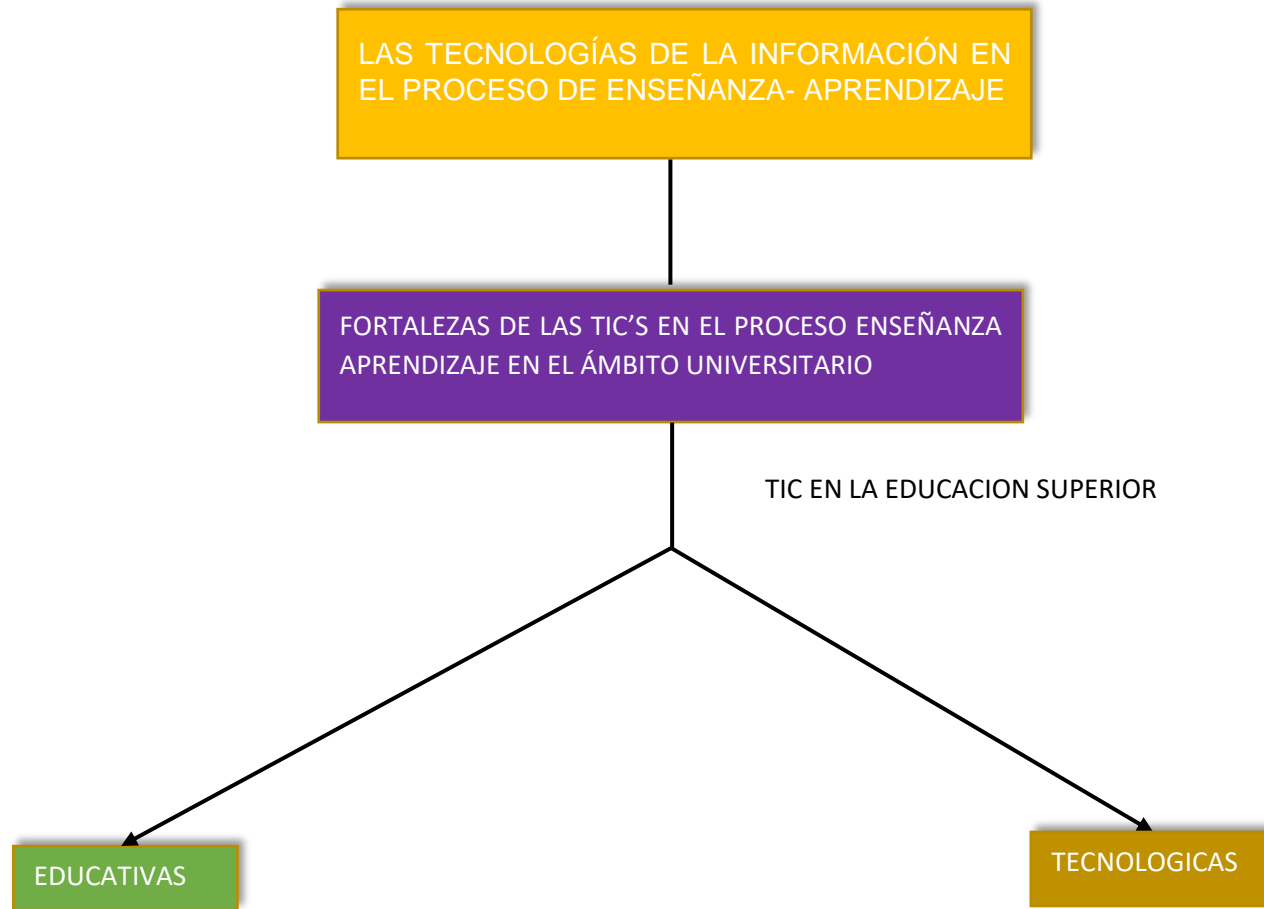 LAS TECNOLOGÍAS DE LA INFORMACIÓN EN
EL PROCESO DE ENSEÑANZA- APRENDIZAJE
FORTALEZAS DE LAS TIC’S EN EL PROCESO ENSEÑANZA
APRENDIZAJE EN EL ÁMBITO UNIVERSITARIO
TIC EN LA EDUCACION SUPERIOR
EDUCATIVAS
TECNOLOGICAS